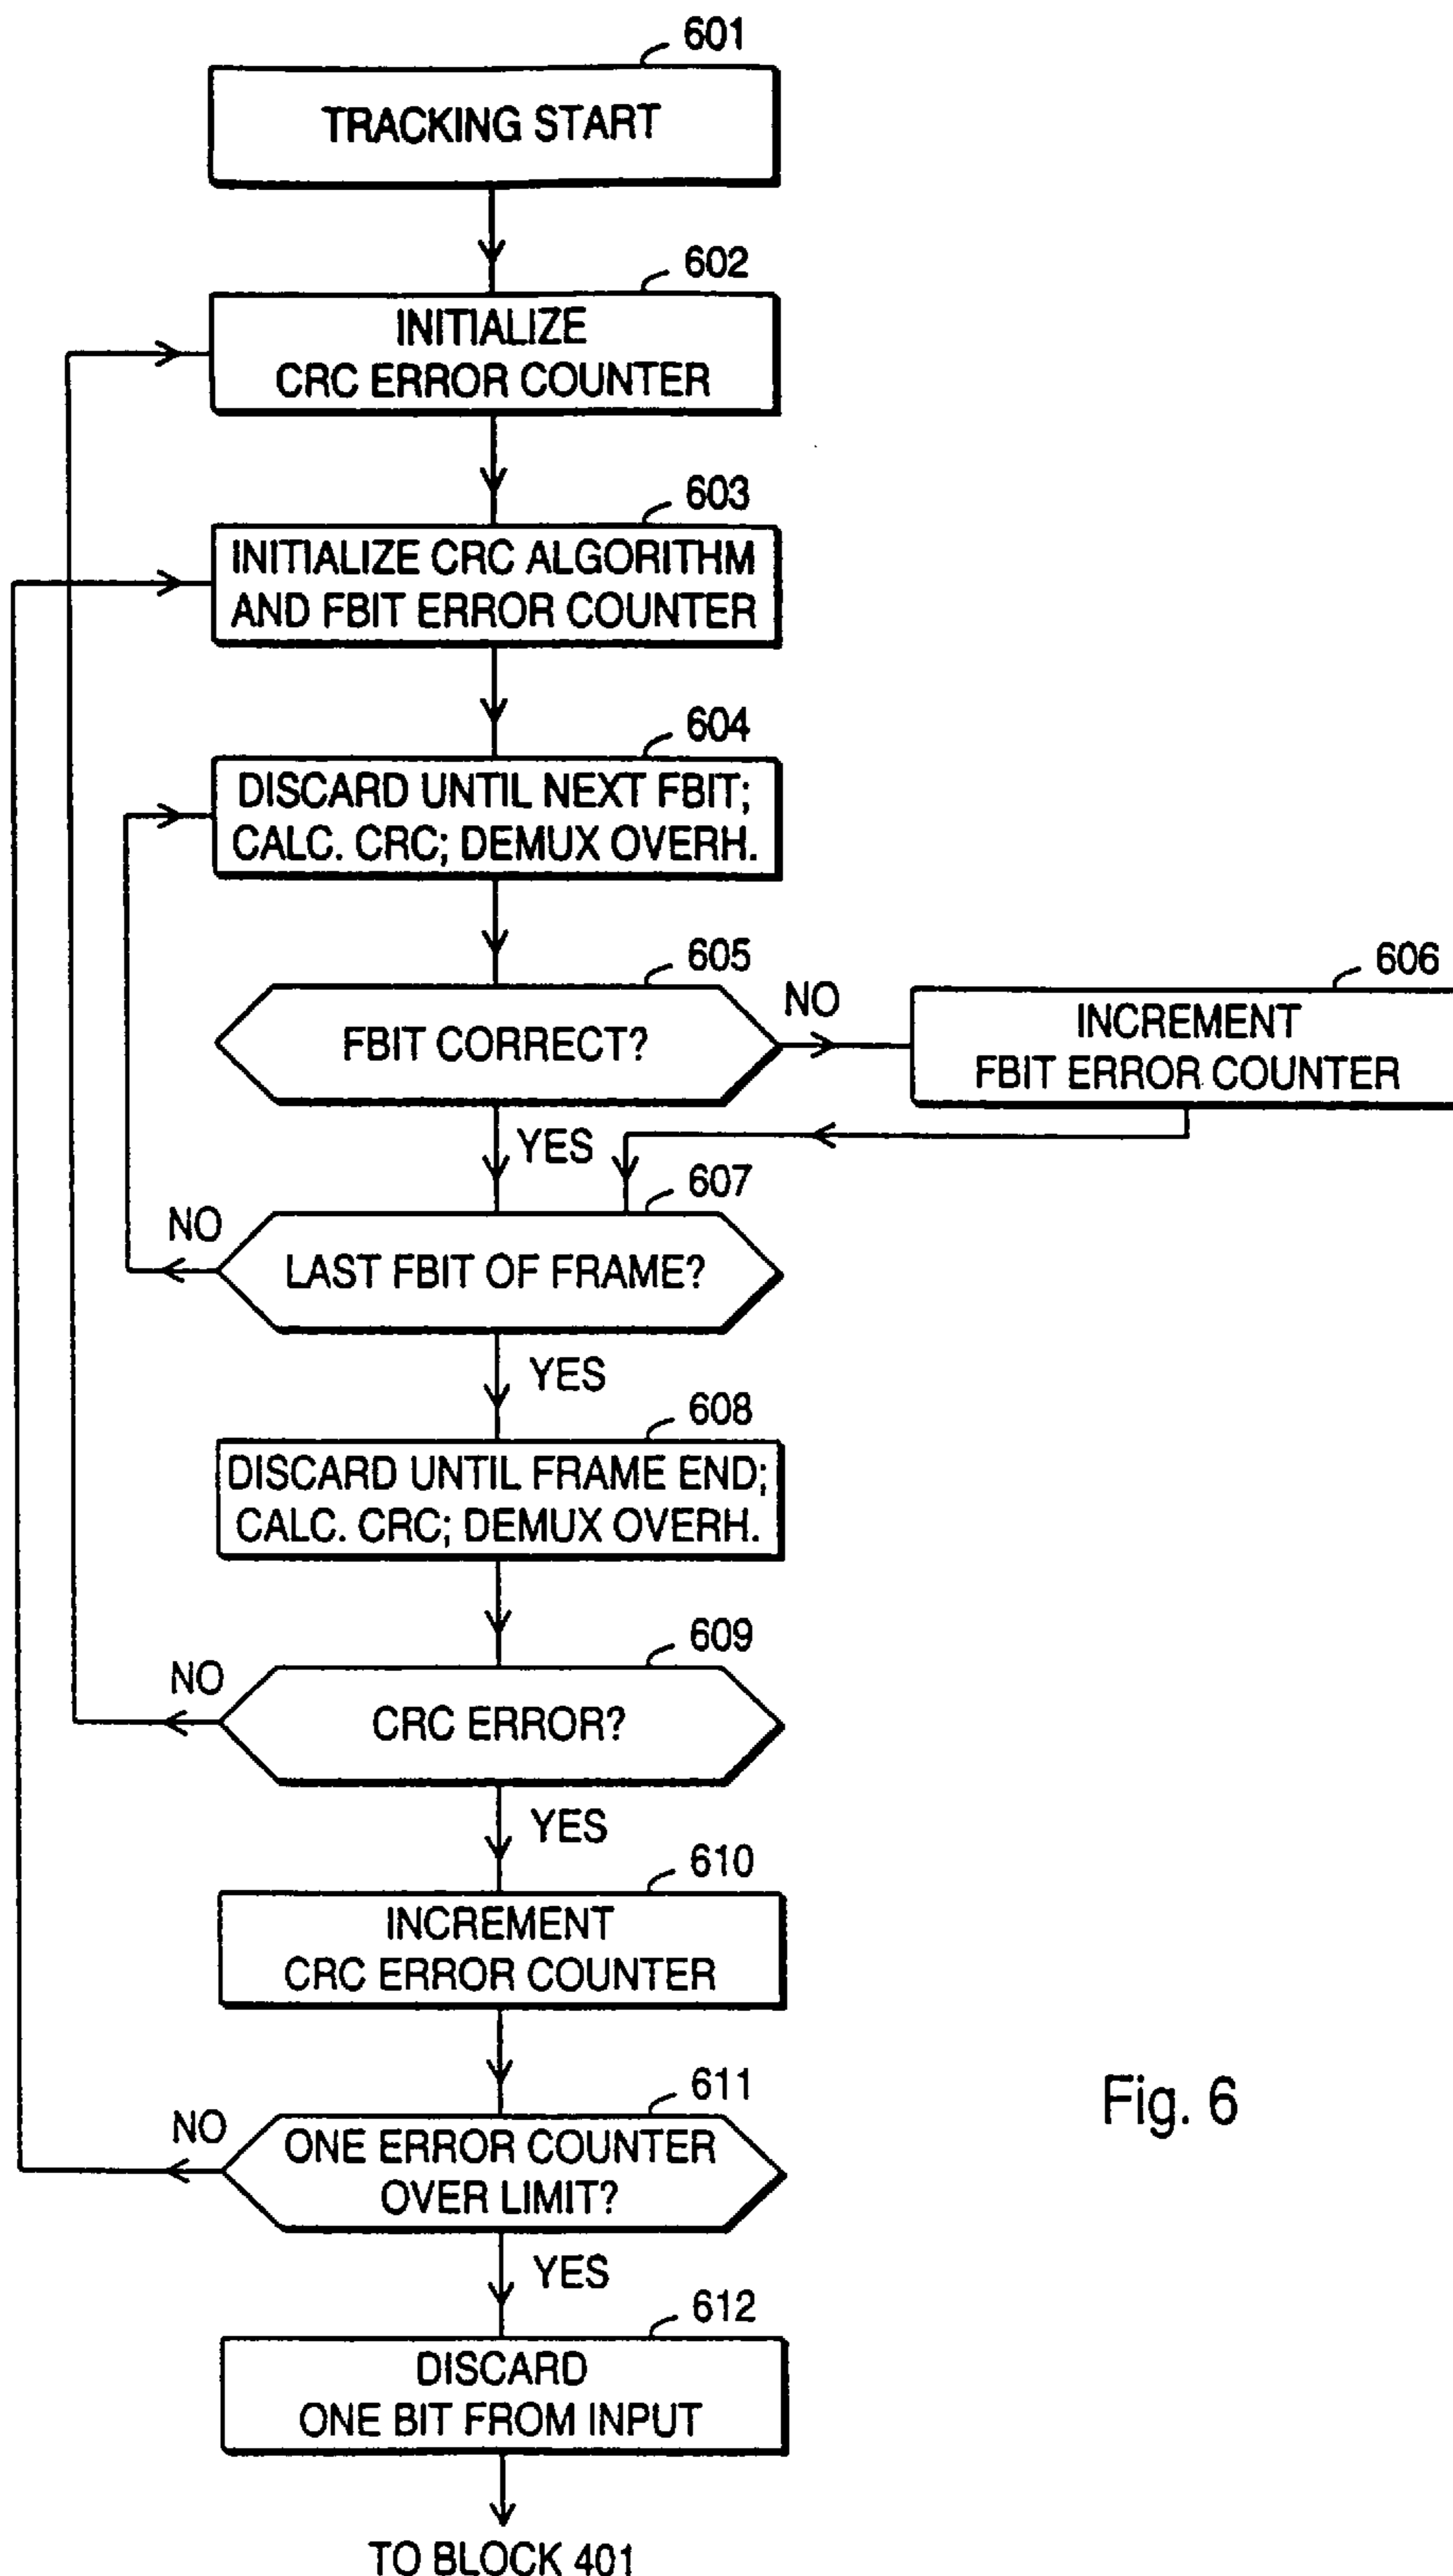 601
TRACKING START
602
INITIALIZE
CRC ERROR COUNTER
603
INITIALIZE CRC ALGORITHM
AND FBIT ERROR COUNTER
604
DISCARD UNTIL NEXT FBIT;
CALC. CRC; DEMUX OVERH.
605
FBIT CORRECT?
NO
606
INCREMENT
FBIT ERROR COUNTER
YES
607
LAST FBIT OF FRAME?
NO
YES
608
DISCARD UNTIL FRAME END;
CALC. CRC; DEMUX OVERH.
609
CRC ERROR?
NO
YES
610
INCREMENT
CRC ERROR COUNTER
611
ONE ERROR COUNTER
OVER LIMIT?
NO
YES
612
DISCARD
ONE BIT FROM INPUT
TO BLOCK 401
Fig. 6